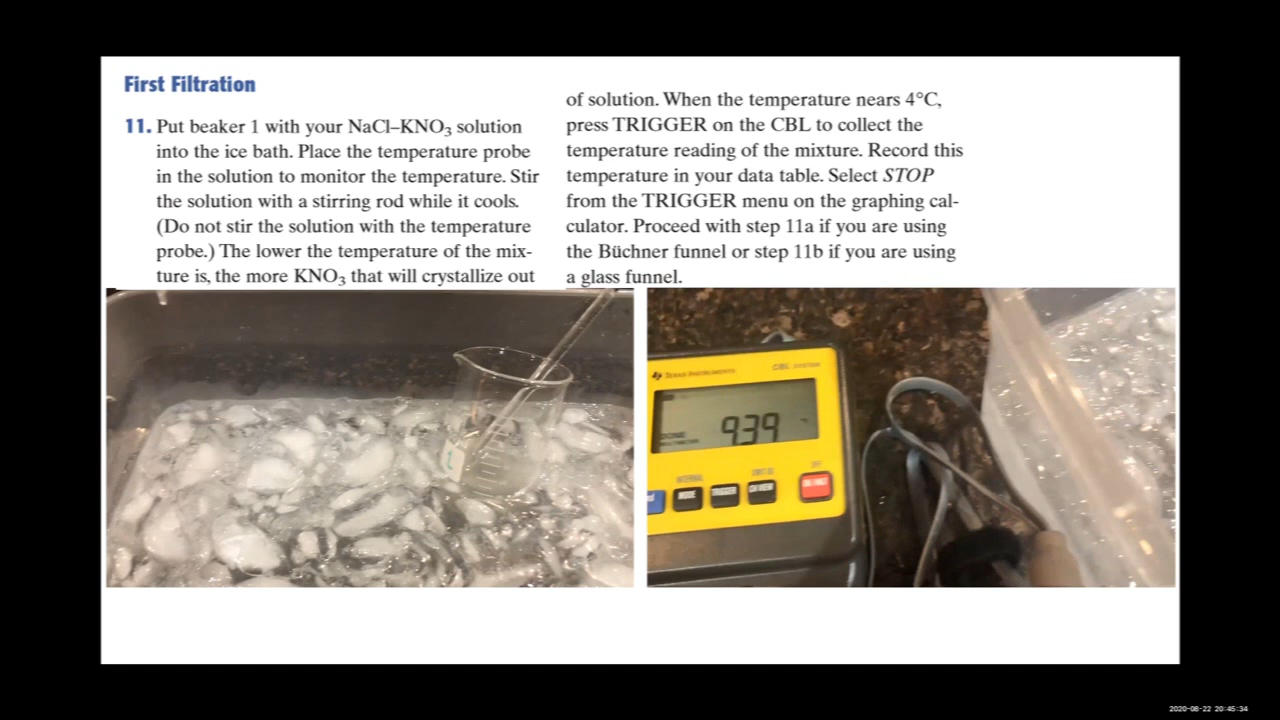 First Filtration
11. Put beaker 1 with your NaCl–KNO₃ solution
into the ice bath. Place the temperature probe
in the solution to monitor the temperature. Stir
the solution with a stirring rod while it cools.
(Do not stir the solution with the temperature
probe.) The lower the temperature of the mix-
ture is, the more KNO₃ that will crystallize out
of solution. When the temperature nears 4°C,
press TRIGGER on the CBL to collect the
temperature reading of the mixture. Record this
temperature in your data table. Select STOP
from the TRIGGER menu on the graphing cal-
culator. Proceed with step 11a if you are using
the Büchner funnel or step 11b if you are using
a glass funnel.
1
TEXAS INSTRUMENTS CBL SYSTEM
939
DONE
MODE TRIGGER CH VIEW ON/HALT
2020-08-22 20:45:34